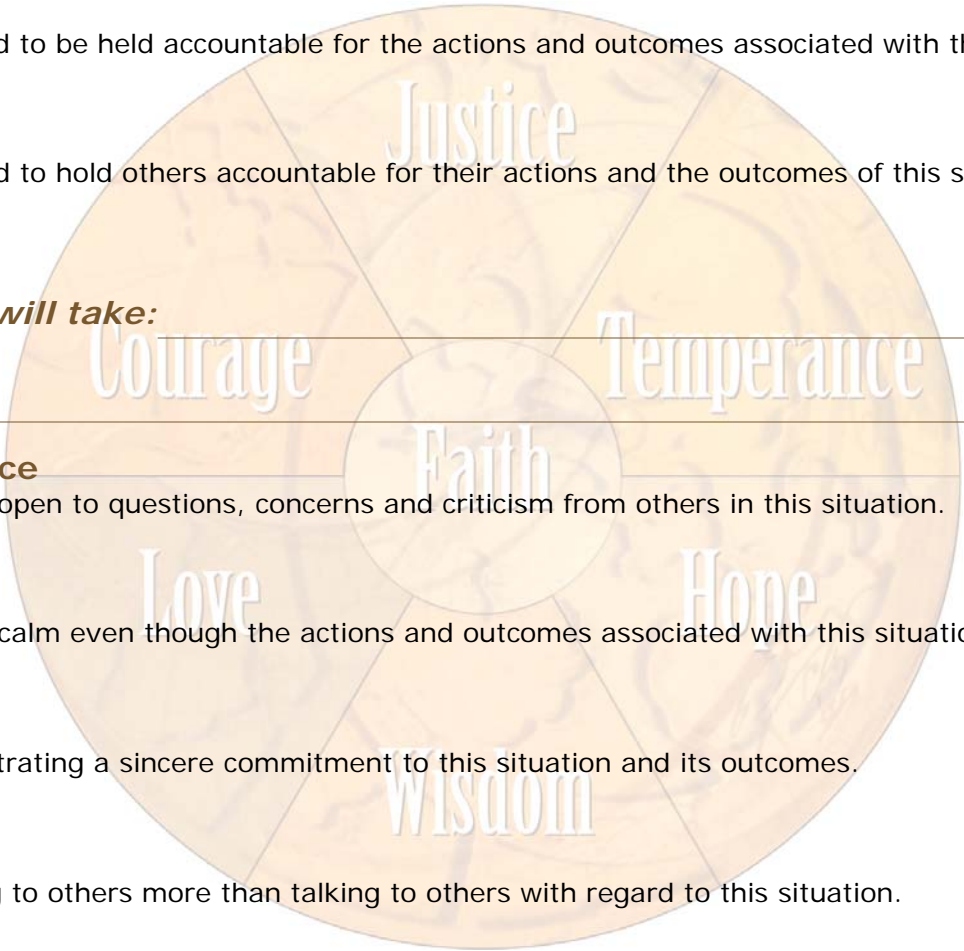 d to be held accountable for the actions and outcomes associated with th
Justice
d to hold others accountable for their actions and the outcomes of this s
will take:
Courage Temperance
Faith
ce
open to questions, concerns and criticism from others in this situation.
Love Hope
calm even though the actions and outcomes associated with this situatio
trating a sincere commitment to this situation and its outcomes.
Wisdom
g to others more than talking to others with regard to this situation.